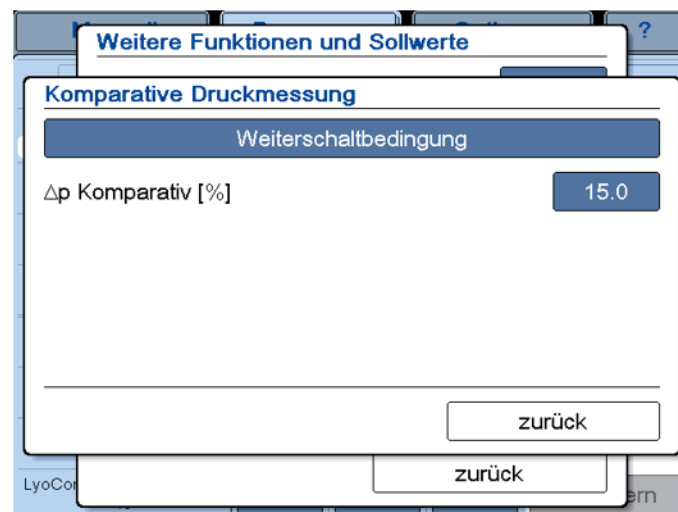 ?
Weitere Funktionen und Sollwerte
Komparative Druckmessung
Weiterschaltbedingung
∆p Komparativ [%]
15.0
zurück
zurück